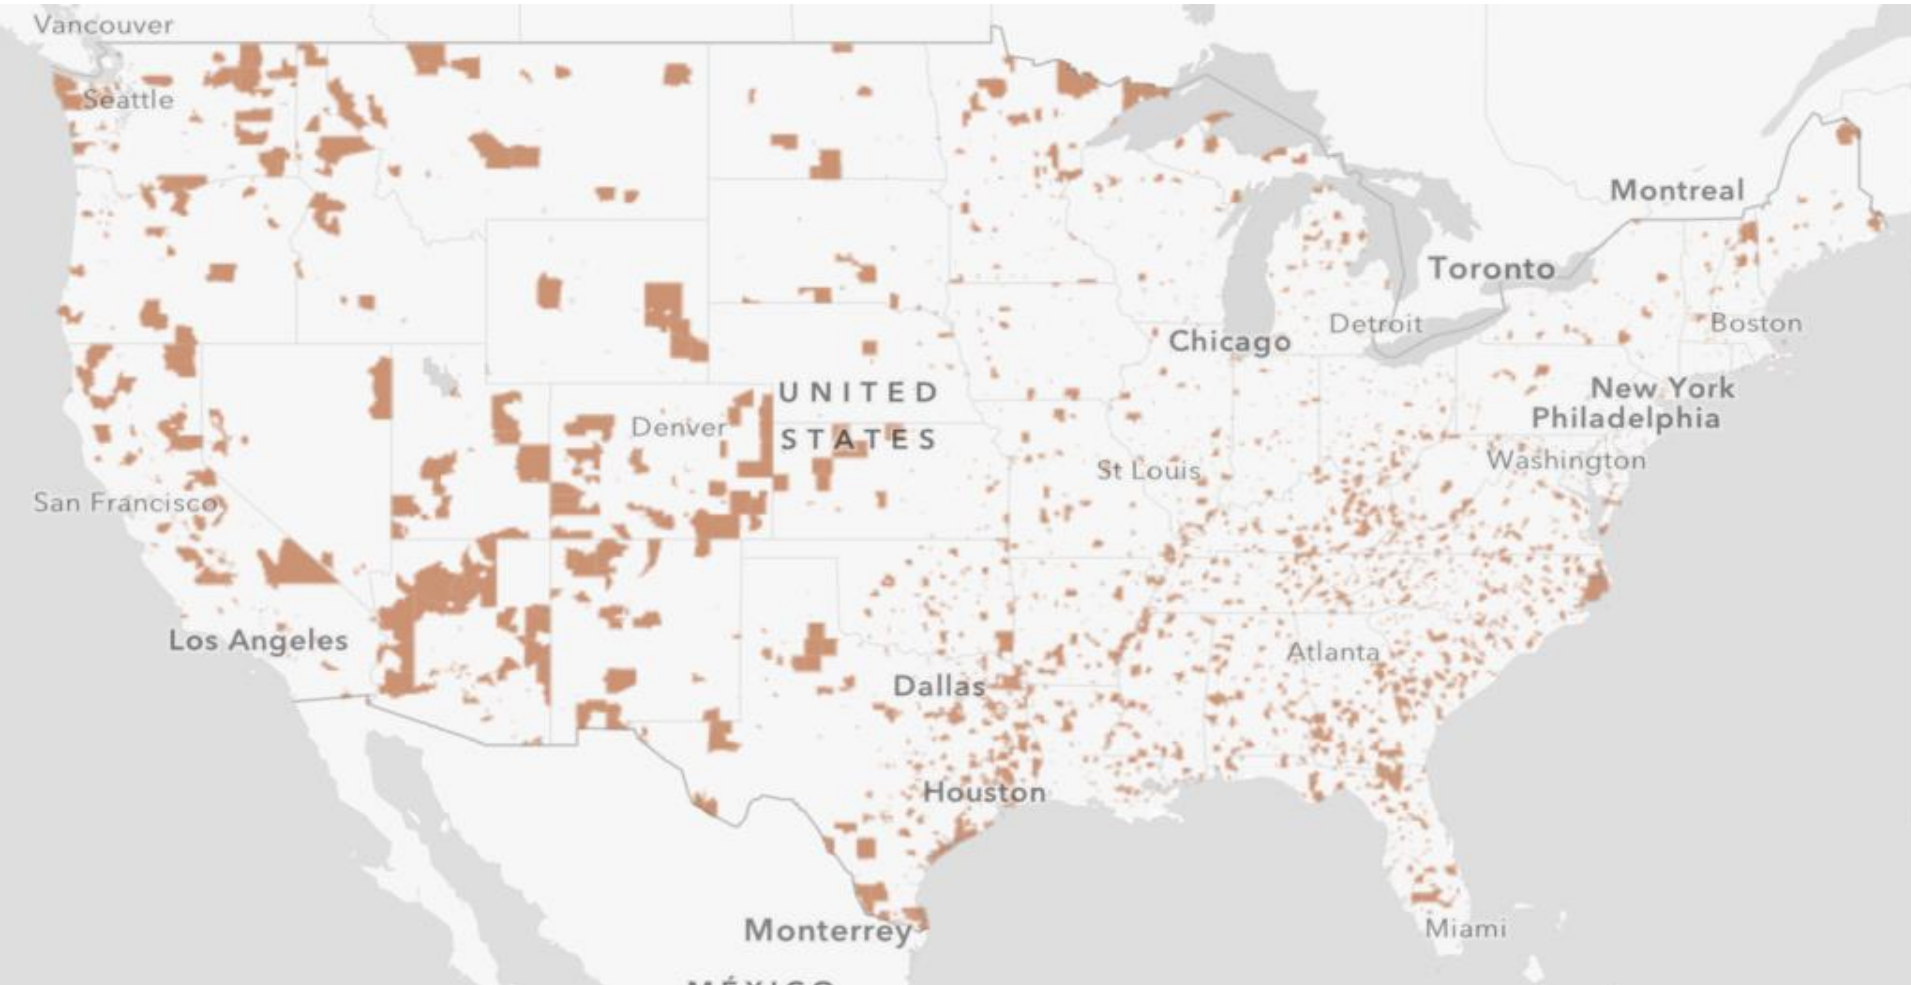 Vancouver
Seattle
Montreal
Toronto
Boston
Detroit
Chicago
New York
Philadelphia
UNITED
STATES
Denver
Washington
St Louis
San Francisco
Los Angeles
Atlanta
Dallas
Houston
Miami
Monterrey
MÉXICO